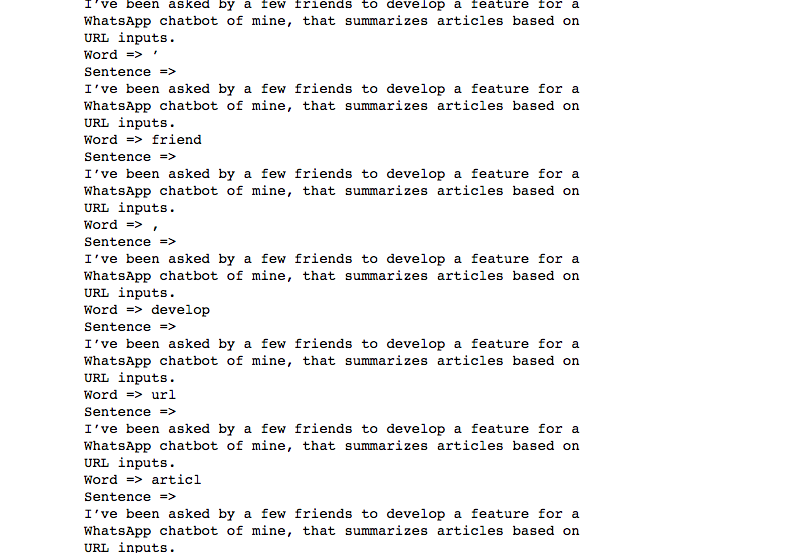 I’ve been asked by a few friends to develop a feature for a
WhatsApp chatbot of mine, that summarizes articles based on
URL inputs.
Word => ’
Sentence =>
I’ve been asked by a few friends to develop a feature for a
WhatsApp chatbot of mine, that summarizes articles based on
URL inputs.
Word => friend
Sentence =>
I’ve been asked by a few friends to develop a feature for a
WhatsApp chatbot of mine, that summarizes articles based on
URL inputs.
Word => ,
Sentence =>
I’ve been asked by a few friends to develop a feature for a
WhatsApp chatbot of mine, that summarizes articles based on
URL inputs.
Word => develop
Sentence =>
I’ve been asked by a few friends to develop a feature for a
WhatsApp chatbot of mine, that summarizes articles based on
URL inputs.
Word => url
Sentence =>
I’ve been asked by a few friends to develop a feature for a
WhatsApp chatbot of mine, that summarizes articles based on
URL inputs.
Word => articl
Sentence =>
I’ve been asked by a few friends to develop a feature for a
WhatsApp chatbot of mine, that summarizes articles based on
URL inputs.